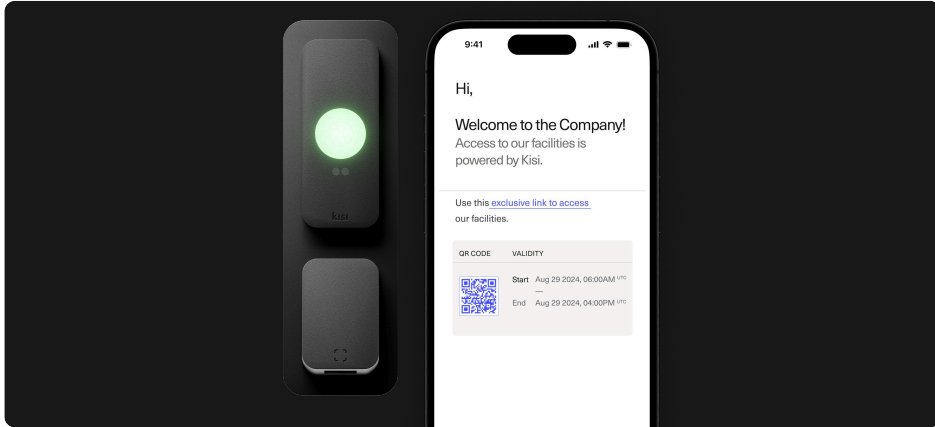 kisi
9:41
Hi,
Welcome to the Company!
Access to our facilities is
powered by Kisi.
Use this exclusive link to access
our facilities.
QR CODE VALIDITY
Start Aug 29 2024, 06:00AM UTC
—
End Aug 29 2024, 04:00PM UTC